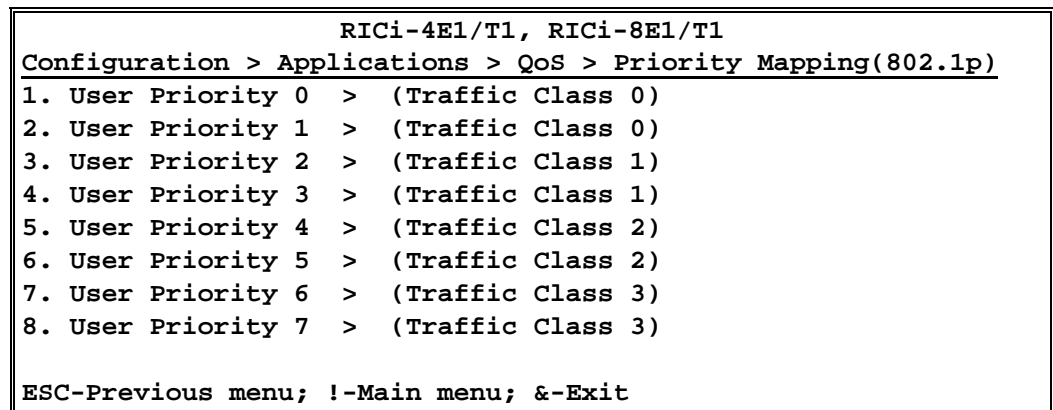 RICi-4E1/T1, RICi-8E1/T1
Configuration > Applications > QoS > Priority Mapping(802.1p)
1. User Priority 0 > (Traffic Class 0)
2. User Priority 1 > (Traffic Class 0)
3. User Priority 2 > (Traffic Class 1)
4. User Priority 3 > (Traffic Class 1)
5. User Priority 4 > (Traffic Class 2)
6. User Priority 5 > (Traffic Class 2)
7. User Priority 6 > (Traffic Class 3)
8. User Priority 7 > (Traffic Class 3)
ESC-Previous menu; !-Main menu; &-Exit